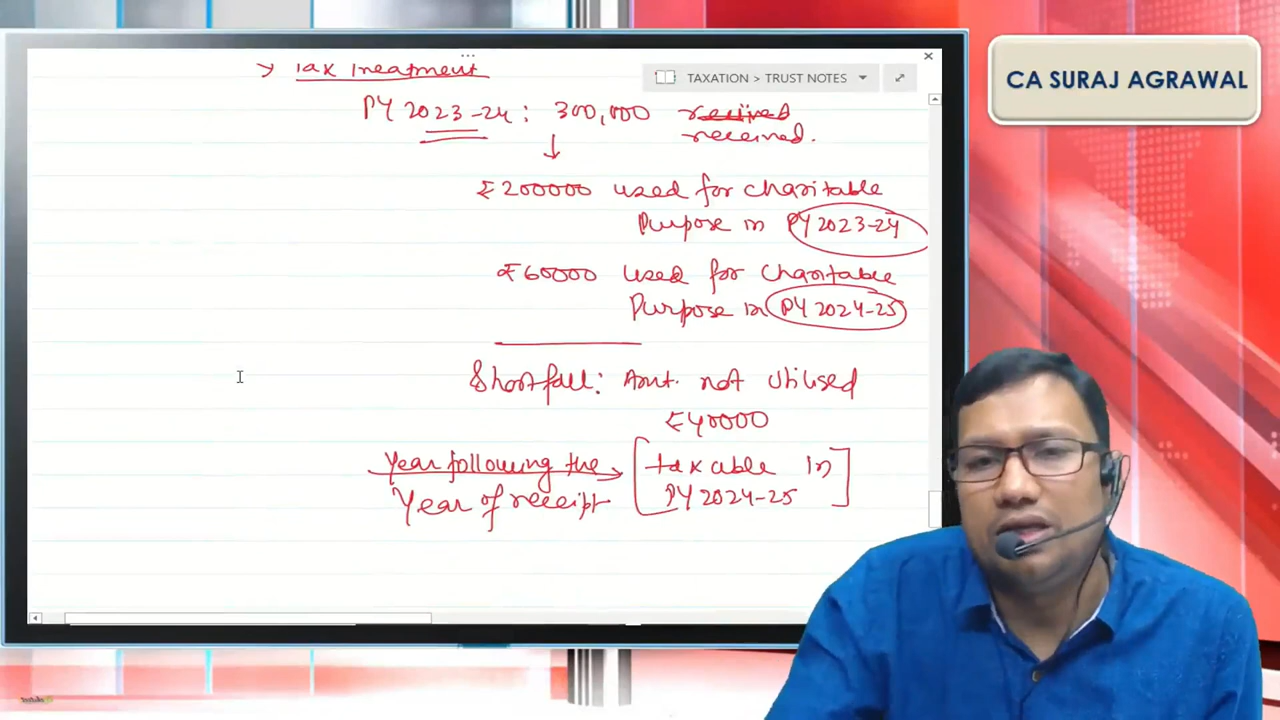 CA SURAJ AGRAWAL
TAXATION > TRUST NOTES
> Tax Treatment
PY 2023-24 : 300,000 received
received.
₹200000 used for charitable
Purpose in PY 2023-24
₹60000 used for charitable
Purpose in PY 2024-25
Shortfall: Amt. not utilised
₹40000
Year following the
Year of receipt
[taxable in
PY 2024-25]